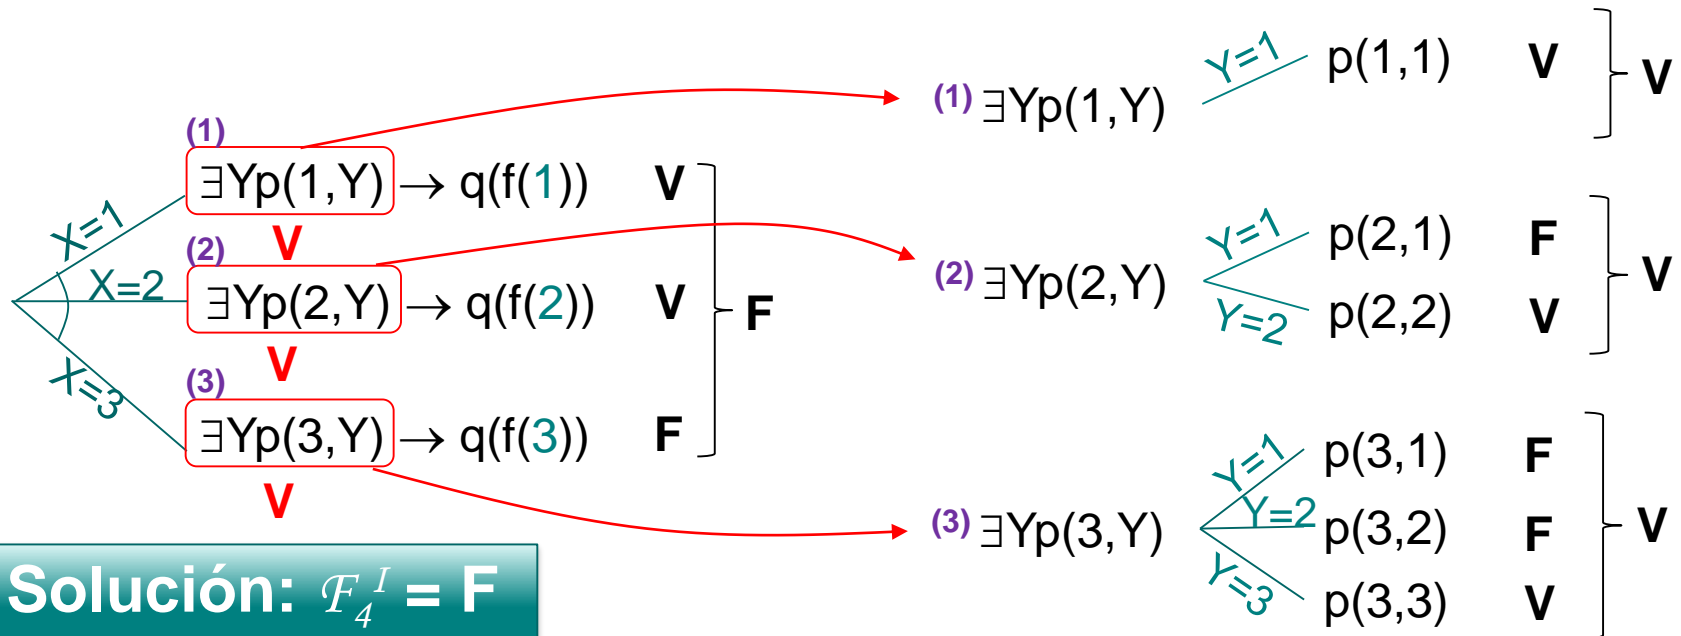 (1)
∃Yp(1,Y) → q(f(1)) V
V
X=1
(2)
X=2
∃Yp(2,Y) → q(f(2)) V
V
X=3
(3)
∃Yp(3,Y) → q(f(3)) F
V
F
(1) ∃Yp(1,Y)
Y=1
p(1,1) V
V
(2) ∃Yp(2,Y)
Y=1
p(2,1) F
Y=2
p(2,2) V
V
(3) ∃Yp(3,Y)
Y=1
p(3,1) F
Y=2
p(3,2) F
Y=3
p(3,3) V
V
Solución: ℱ₄ᴵ = F